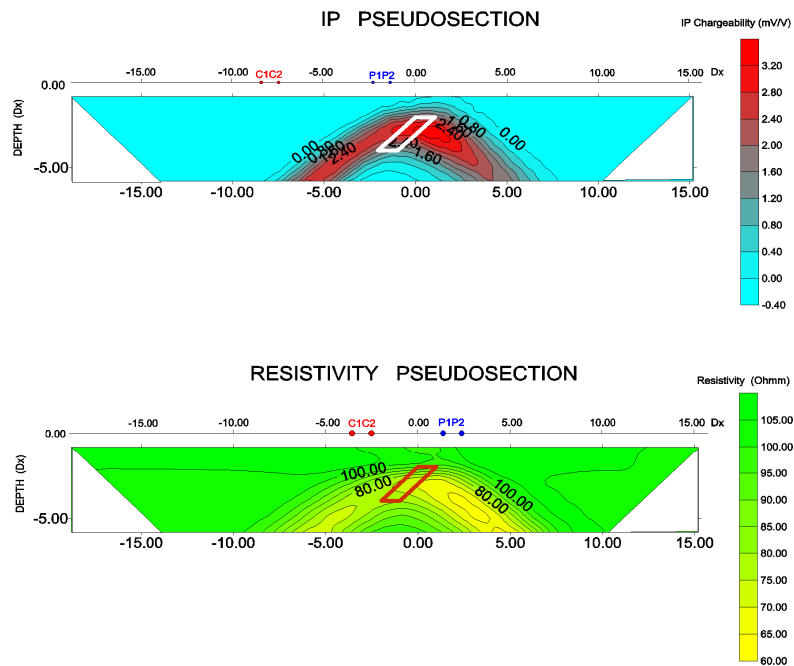 IP PSEUDOSECTION
IP Chargeability (mV/V)
-15.00 -10.00 C1C2 -5.00 P1P2 0.00 5.00 10.00 15.00 Dx
0.00
DEPTH (Dx)
-5.00
0.00 2.40 2.40 0.80 0.00 1.60
-15.00 -10.00 -5.00 0.00 5.00 10.00 15.00
3.20
2.80
2.40
2.00
1.60
1.20
0.80
0.40
0.00
-0.40
RESISTIVITY PSEUDOSECTION
Resistivity (Ohmm)
-15.00 -10.00 -5.00 C1C2 0.00 P1P2 5.00 10.00 15.00 Dx
0.00
DEPTH (Dx)
-5.00
100.00 80.00 100.00 80.00
-15.00 -10.00 -5.00 0.00 5.00 10.00 15.00
105.00
100.00
95.00
90.00
85.00
80.00
75.00
70.00
65.00
60.00